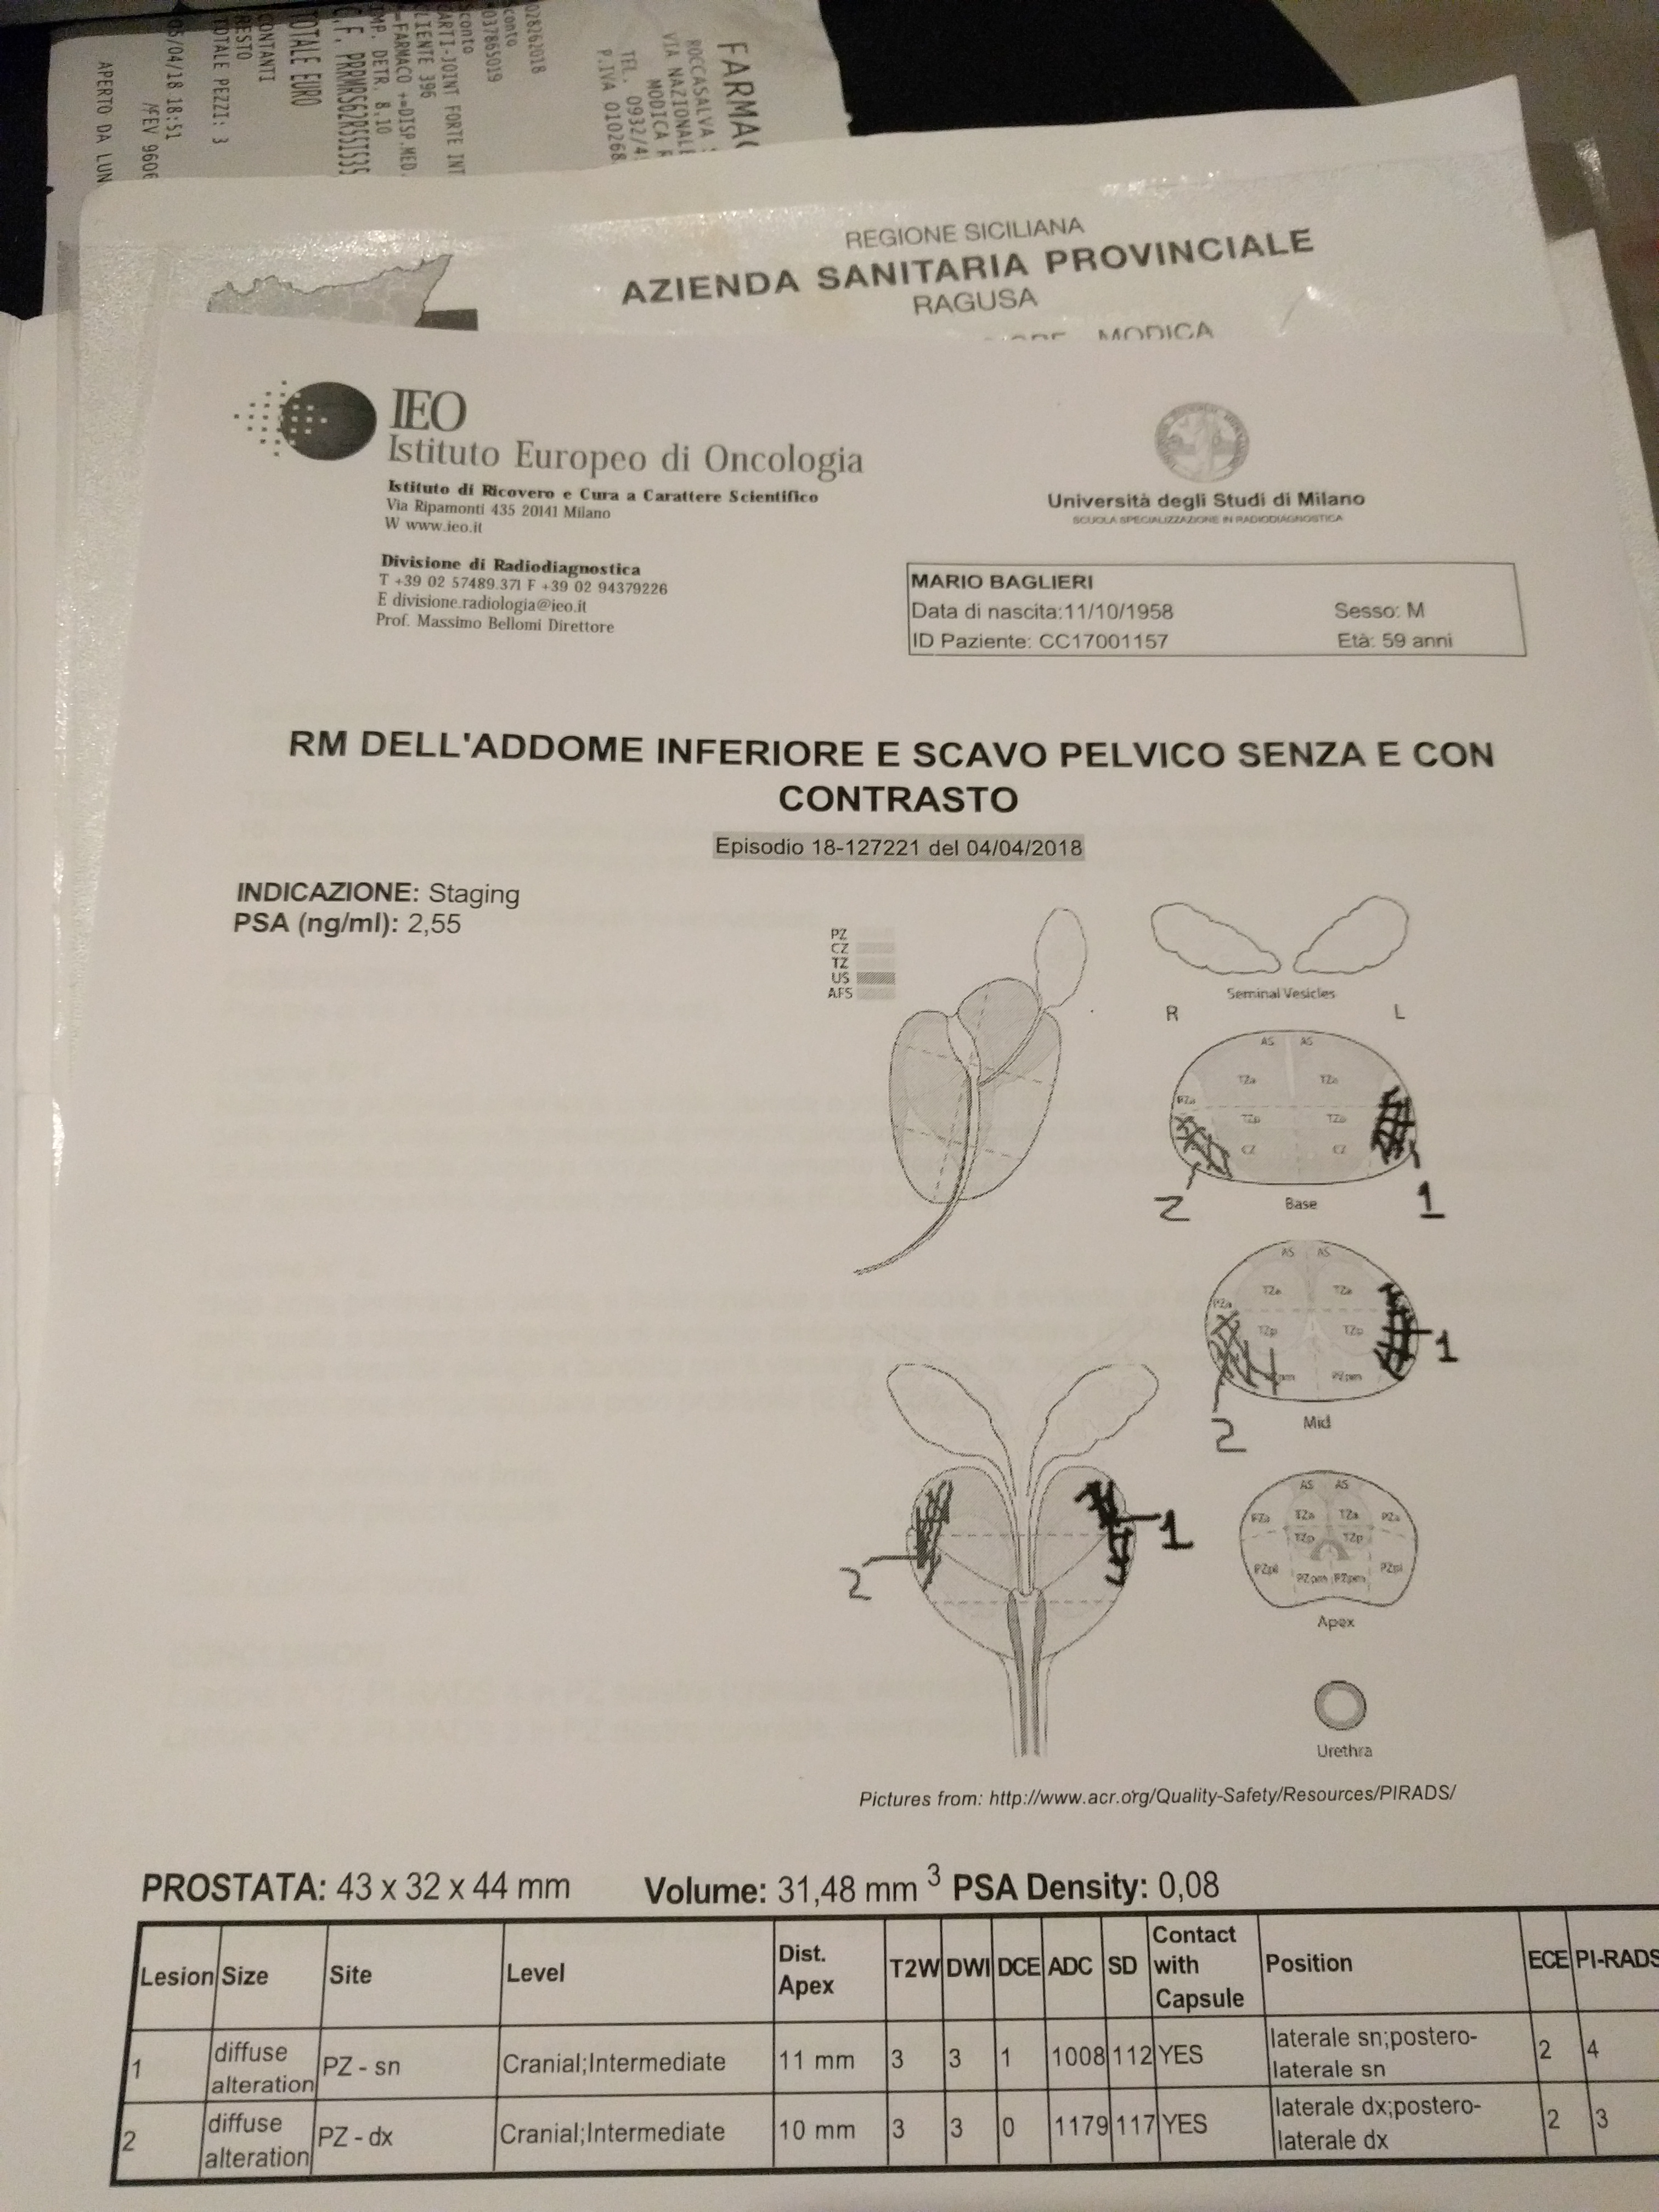 028262018
Sconto
037865019
Sconto
CARTI-JOINT FORTE INT
CLIENTE 396
=FARMACO +=DISP.MED
IMP. DETR. 8,10
TOTALE EURO
CONTANTI
RESTO
TOTALE PEZZI: 3
05/04/18 18:51
APERTO DA LUN
FARMAC
ROCCASALVA
VIA NAZIONALE
MODICA
TEL. 0932/4
P.IVA 010268
REGIONE SICILIANA
AZIENDA SANITARIA PROVINCIALE
RAGUSA
MODICA
IEO
Istituto Europeo di Oncologia
Istituto di Ricovero e Cura a Carattere Scientifico
Via Ripamonti 435 20141 Milano
W www.ieo.it
Università degli Studi di Milano
SCUOLA SPECIALIZZAZIONE IN RADIODIAGNOSTICA
Divisione di Radiodiagnostica
T +39 02 57489.371 F +39 02 94379226
E divisione.radiologia@ieo.it
Prof. Massimo Bellomi Direttore
MARIO BAGLIERI
Data di nascita:11/10/1958 Sesso: M
ID Paziente: CC17001157 Età: 59 anni
RM DELL'ADDOME INFERIORE E SCAVO PELVICO SENZA E CON
CONTRASTO
Episodio 18-127221 del 04/04/2018
INDICAZIONE: Staging
PSA (ng/ml): 2,55
PZ
CZ
TZ
US
AFS
Seminal Vesicles
R L
AS AS
TZa TZa
PZa
TZp TZp
CZ CZ
2 1
Base
AS AS
TZa TZa
PZa
TZp TZp
1
PZpm
2
Mid
2 1
AS AS
PZa TZa TZa PZa
TZp TZp
PZpl PZpl
PZpm PZpm
Apex
Urethra
Pictures from: http://www.acr.org/Quality-Safety/Resources/PIRADS/
PROSTATA: 43 x 32 x 44 mm Volume: 31,48 mm 3 PSA Density: 0,08
Lesion Size Site Level Dist. Apex T2W DWI DCE ADC SD Contact with Capsule Position ECE PI-RADS
1 diffuse alteration PZ - sn Cranial;Intermediate 11 mm 3 3 1 1008 112 YES laterale sn;postero-laterale sn 2 4
2 diffuse alteration PZ - dx Cranial;Intermediate 10 mm 3 3 0 1179 117 YES laterale dx;postero-laterale dx 2 3